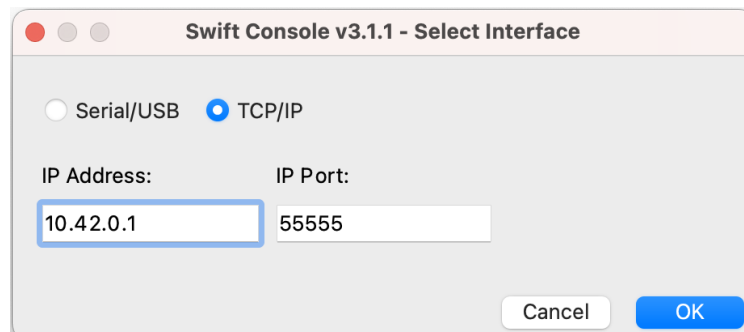 Swift Console v3.1.1 - Select Interface
Serial/USB TCP/IP
IP Address: IP Port:
10.42.0.1 55555
Cancel OK